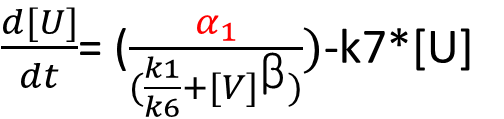 d[U]/dt = (α₁/(k1/k6+[V]^β))-k7*[U]